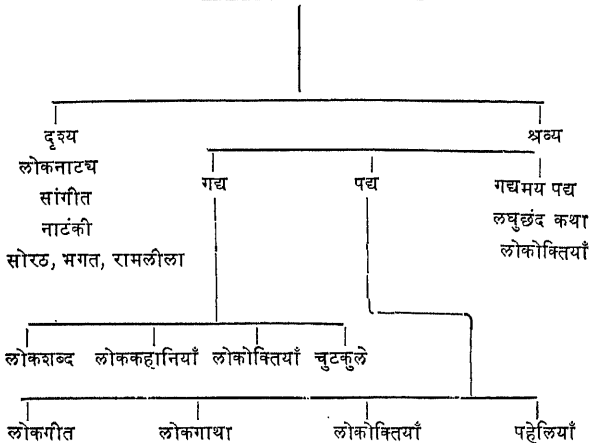 दृश्य श्रव्य
लोकनाट्य
गद्य पद्य गद्यमय पद्य
सांगीत
लघुछंद कथा
नाटंकी
लोकोक्तियाँ
सोरठ, भगत, रामलीला
लोकशब्द लोककहानियाँ लोकोक्तियाँ चुटकुले
लोकगीत लोकगाथा लोकोक्तियाँ पहेलियाँ